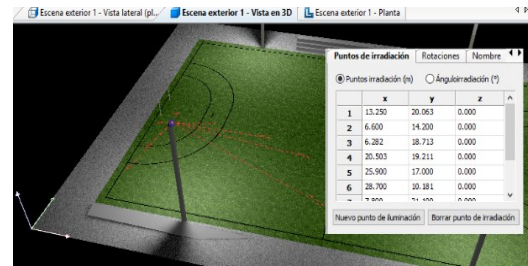 Escena exterior 1 - Vista lateral (pl... Escena exterior 1 - Vista en 3D Escena exterior 1 - Planta
Puntos de irradiación Rotaciones Nombre
Puntos irradiación (m) Ánguloirradiación (°)
x y z
1 13.250 20.063 0.000
2 6.600 14.200 0.000
3 6.282 18.713 0.000
4 20.503 19.211 0.000
5 25.900 17.000 0.000
6 28.700 10.181 0.000
Nuevo punto de iluminación Borrar punto de irradiación